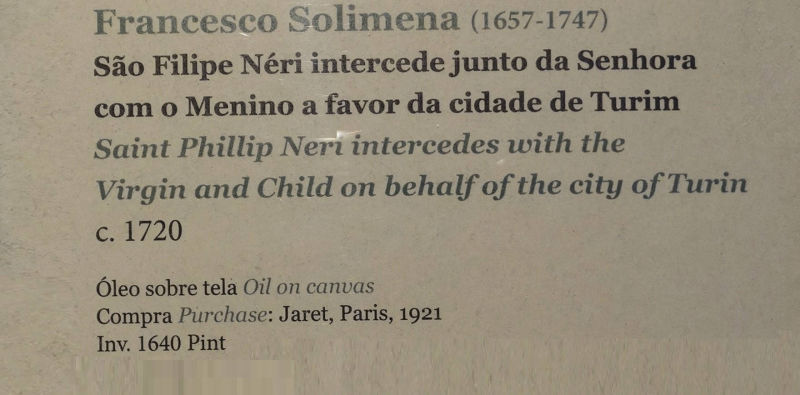 Francesco Solimena (1657-1747)
São Filipe Néri intercede junto da Senhora
com o Menino a favor da cidade de Turim
Saint Phillip Neri intercedes with the
Virgin and Child on behalf of the city of Turin
c. 1720
Óleo sobre tela Oil on canvas
Compra Purchase: Jaret, Paris, 1921
Inv. 1640 Pint